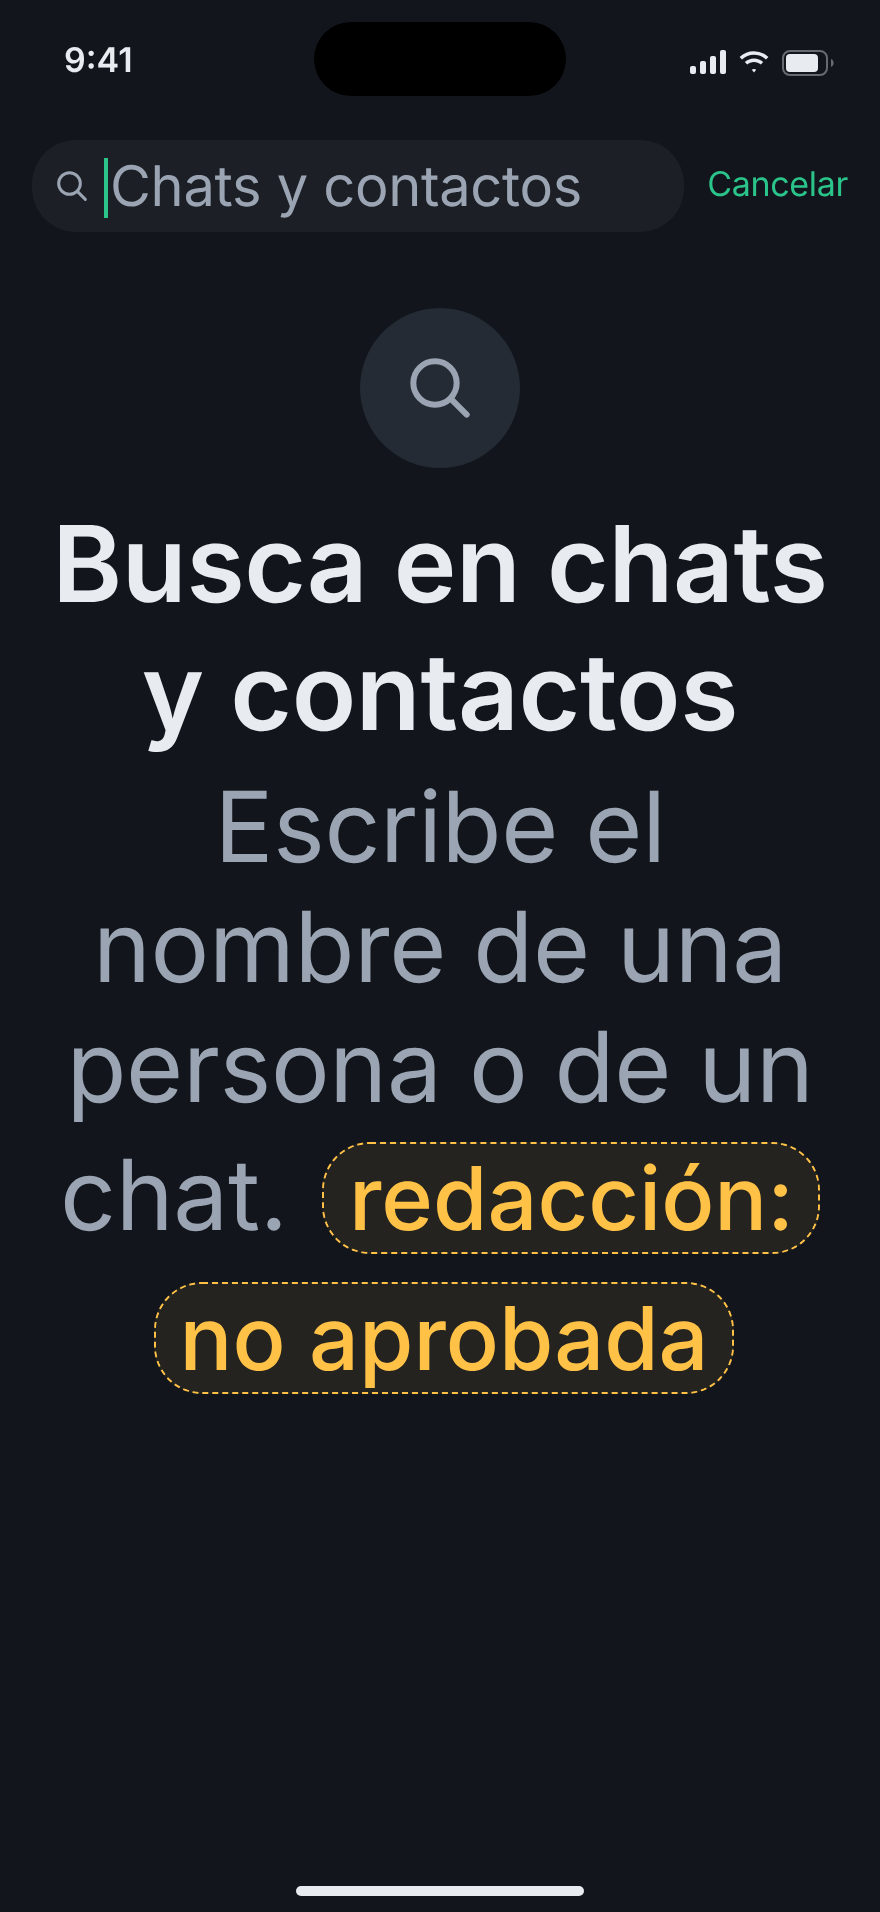 9:41
Chats y contactos
Cancelar
Busca en chats
y contactos
Escribe el
nombre de una
persona o de un
chat. redacción:
no aprobada